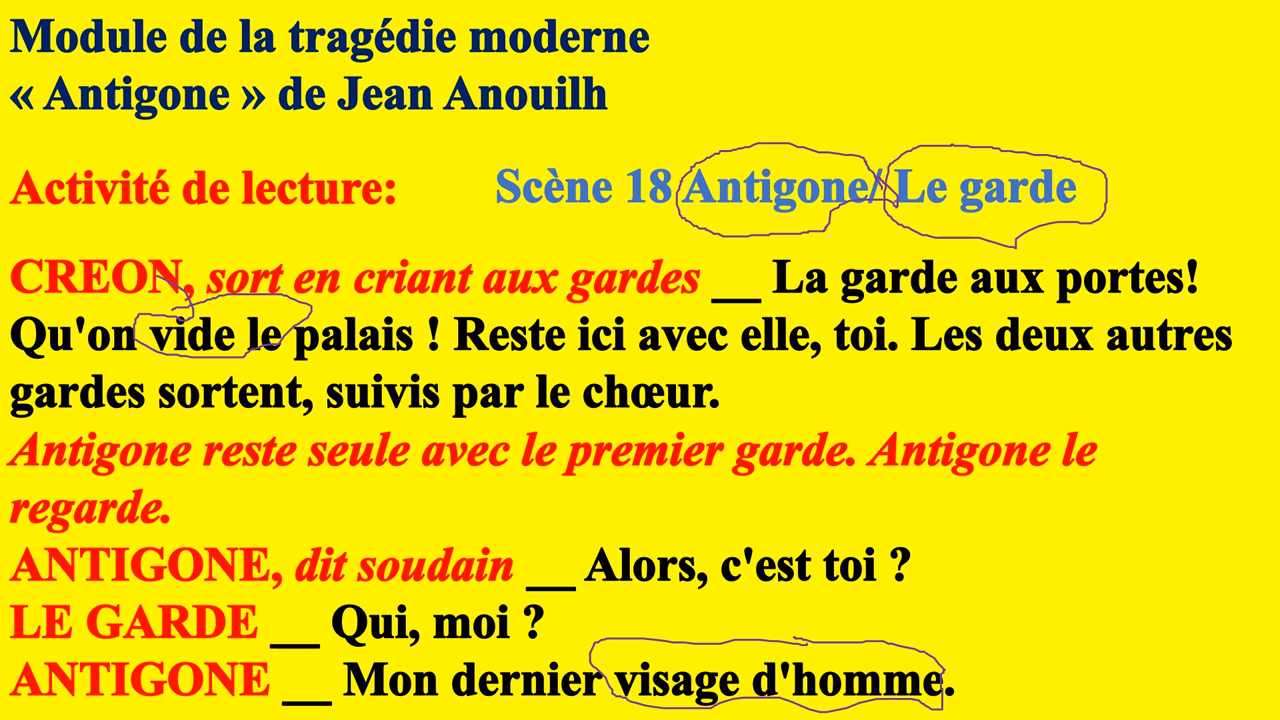 Module de la tragédie moderne
« Antigone » de Jean Anouilh
Activité de lecture: Scène 18 Antigone/ Le garde
CREON, sort en criant aux gardes __ La garde aux portes!
Qu'on vide le palais ! Reste ici avec elle, toi. Les deux autres
gardes sortent, suivis par le chœur.
Antigone reste seule avec le premier garde. Antigone le
regarde.
ANTIGONE, dit soudain __ Alors, c'est toi ?
LE GARDE __ Qui, moi ?
ANTIGONE __ Mon dernier visage d'homme.